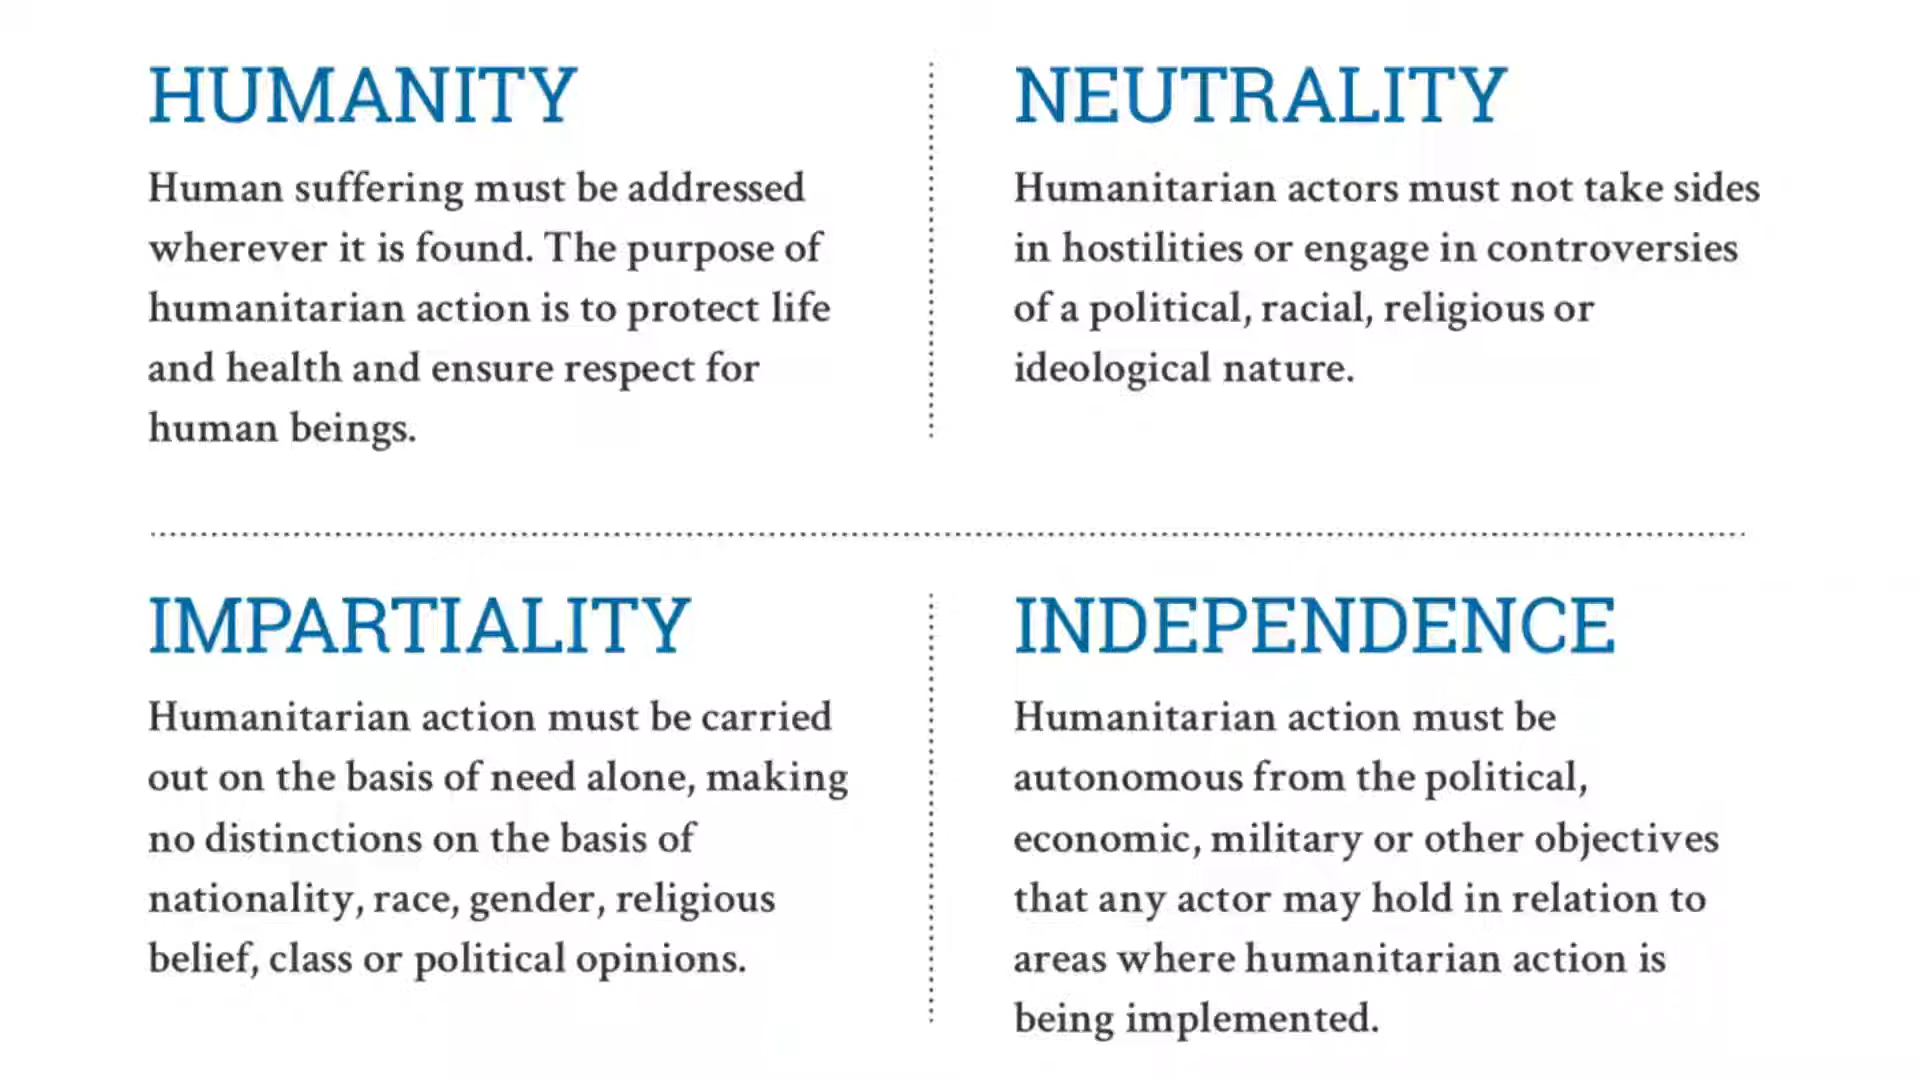 HUMANITY
Human suffering must be addressed
wherever it is found. The purpose of
humanitarian action is to protect life
and health and ensure respect for
human beings.
NEUTRALITY
Humanitarian actors must not take sides
in hostilities or engage in controversies
of a political, racial, religious or
ideological nature.
IMPARTIALITY
Humanitarian action must be carried
out on the basis of need alone, making
no distinctions on the basis of
nationality, race, gender, religious
belief, class or political opinions.
INDEPENDENCE
Humanitarian action must be
autonomous from the political,
economic, military or other objectives
that any actor may hold in relation to
areas where humanitarian action is
being implemented.